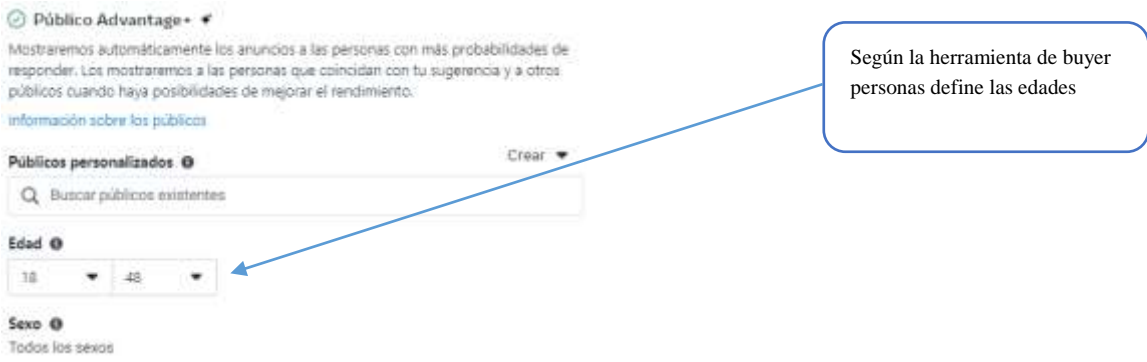 Público Advantage+
Mostraremos automáticamente los anuncios a las personas con más probabilidades de
responder. Los mostraremos a las personas que coincidan con tu sugerencia y a otros
públicos cuando haya posibilidades de mejorar el rendimiento.
Información sobre los públicos
Públicos personalizados
Crear
Buscar públicos existentes
Edad
18 48
Sexo
Todos los sexos
Según la herramienta de buyer
personas define las edades